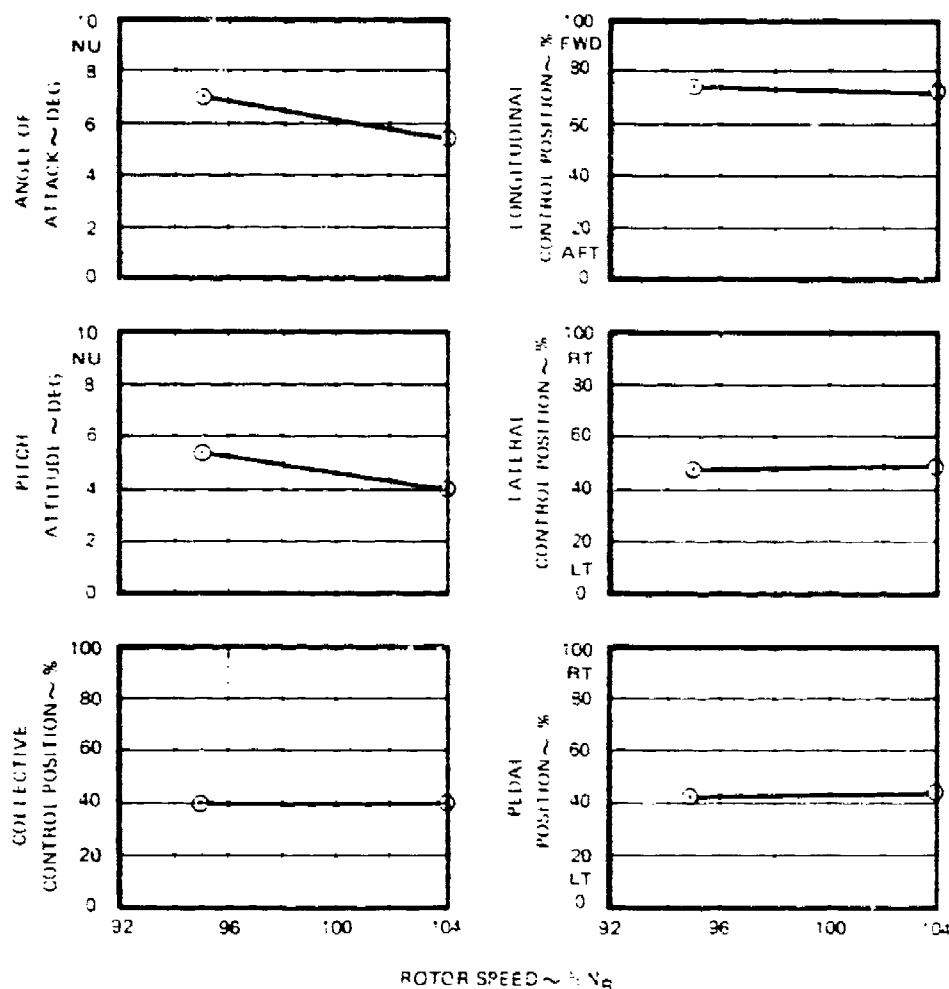 ANGLE OF
ATTACK ~ DEG
10
NU
8
6
4
2
0
LONGITUDINAL
CONTROL POSITION ~ %
100
FWD
80
60
40
20
AFT
0
PITCH
ATTITUDE ~ DEG
10
NU
8
6
4
2
0
LATERAL
CONTROL POSITION ~ %
100
RT
80
60
40
20
LT
0
COLLECTIVE
CONTROL POSITION ~ %
100
80
60
40
20
0
92 96 100 104
PEDAL
POSITION ~ %
100
RT
80
60
40
20
LT
0
92 96 100 104
ROTOR SPEED ~ % NR